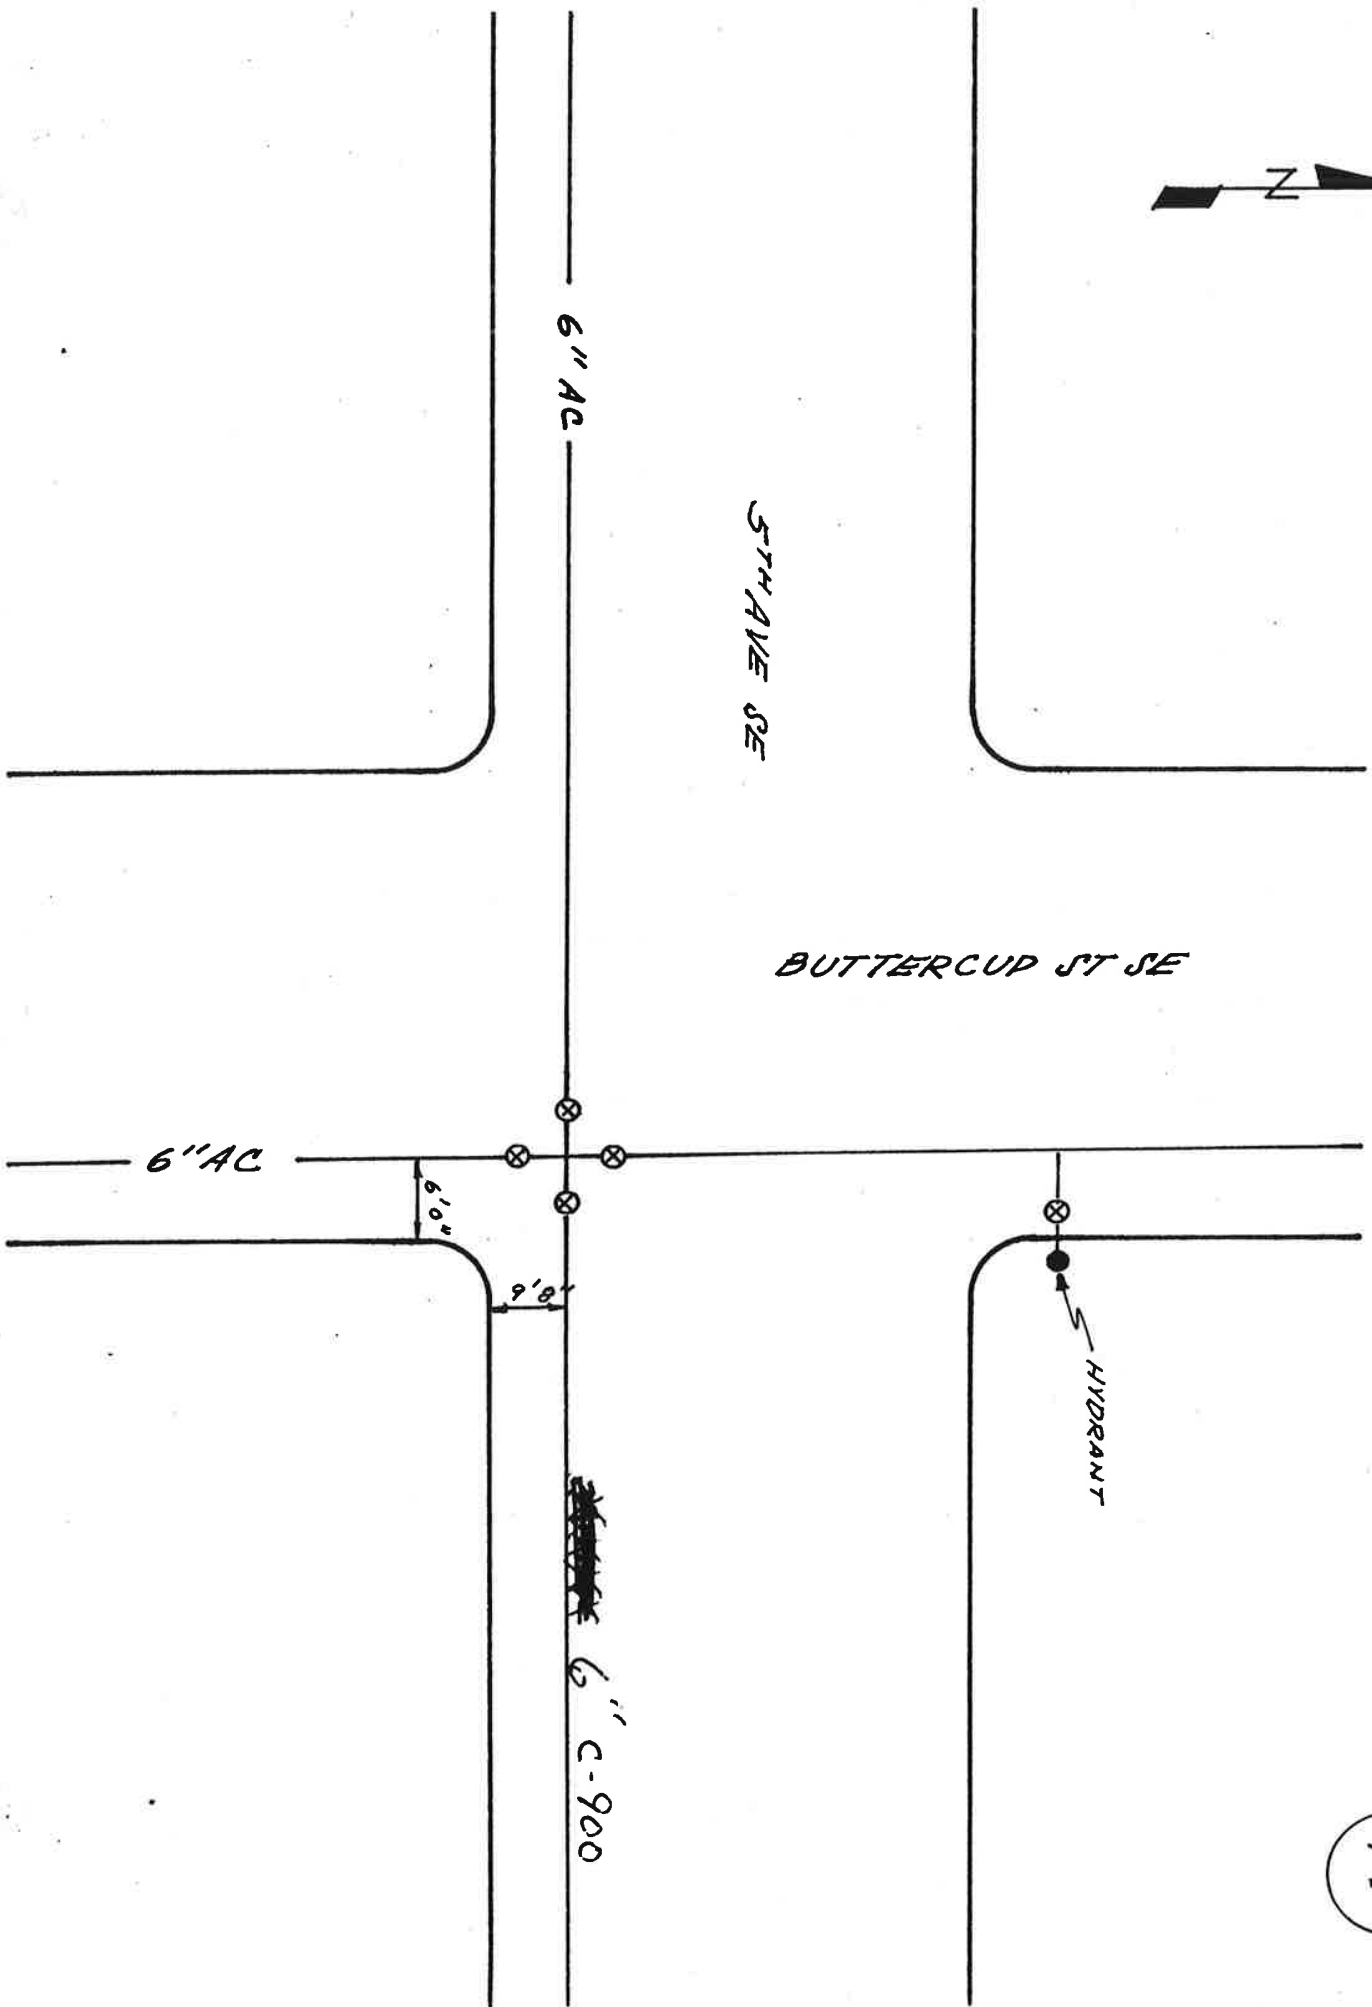 N
6" AC
5TH AVE SE
BUTTERCUP ST SE
6" AC
6'0"
9'8"
HYDRANT
6" C-900